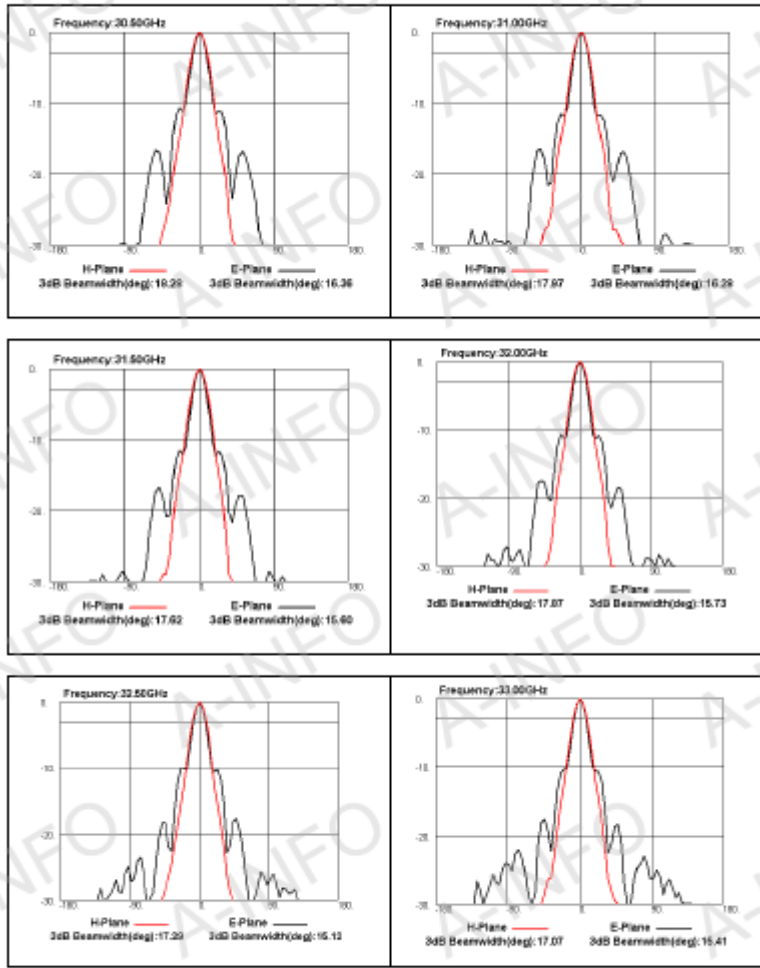 Frequency:30.50GHz
0.
-10.
-20.
-30.
-180. -90 0. 90. 180.
H-Plane E-Plane
3dB Beamwidth(deg):18.28 3dB Beamwidth(deg):16.36
Frequency:31.00GHz
0.
-10.
-20.
-30.
-180. -90 0. 90. 180.
H-Plane E-Plane
3dB Beamwidth(deg):17.97 3dB Beamwidth(deg):16.28
Frequency:31.50GHz
0.
-10.
-20.
-30.
-180. -90 0. 90. 180.
H-Plane E-Plane
3dB Beamwidth(deg):17.62 3dB Beamwidth(deg):15.60
Frequency:32.00GHz
0.
-10.
-20.
-30.
-180. -90 0. 90. 180.
H-Plane E-Plane
3dB Beamwidth(deg):17.07 3dB Beamwidth(deg):15.73
Frequency:32.50GHz
0.
-10.
-20.
-30.
-180. -90 0. 90. 180.
H-Plane E-Plane
3dB Beamwidth(deg):17.29 3dB Beamwidth(deg):15.13
Frequency:33.00GHz
0.
-10.
-20.
-30.
-180. -90 0. 90. 180.
H-Plane E-Plane
3dB Beamwidth(deg):17.07 3dB Beamwidth(deg):15.41
A-INFO